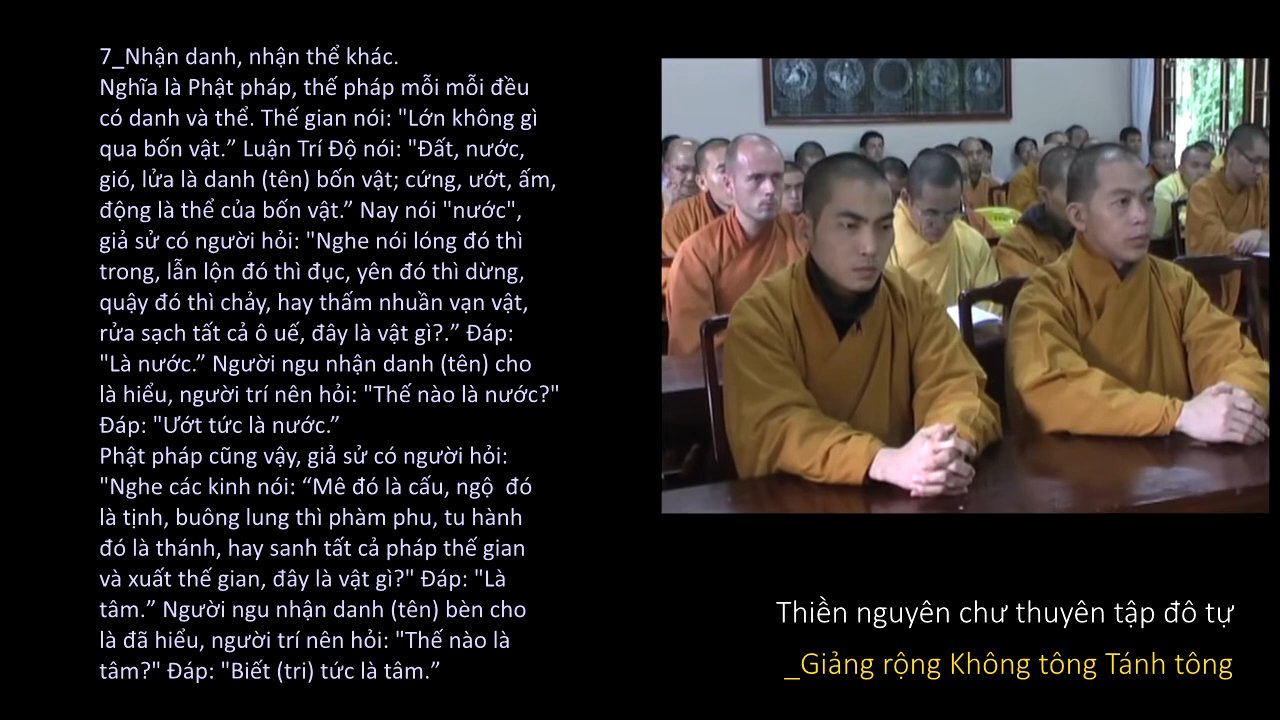 7_Nhận danh, nhận thể khác.
Nghĩa là Phật pháp, thế pháp mỗi mỗi đều
có danh và thể. Thế gian nói: "Lớn không gì
qua bốn vật.” Luận Trí Độ nói: "Đất, nước,
gió, lửa là danh (tên) bốn vật; cứng, ướt, ấm,
động là thể của bốn vật.” Nay nói "nước",
giả sử có người hỏi: "Nghe nói lóng đó thì
trong, lẫn lộn đó thì đục, yên đó thì dừng,
quậy đó thì chảy, hay thấm nhuần vạn vật,
rửa sạch tất cả ô uế, đây là vật gì?.” Đáp:
"Là nước.” Người ngu nhận danh (tên) cho
là hiểu, người trí nên hỏi: "Thế nào là nước?"
Đáp: "Ướt tức là nước.”
Phật pháp cũng vậy, giả sử có người hỏi:
"Nghe các kinh nói: “Mê đó là cấu, ngộ  đó
là tịnh, buông lung thì phàm phu, tu hành
đó là thánh, hay sanh tất cả pháp thế gian
và xuất thế gian, đây là vật gì?" Đáp: "Là
tâm.” Người ngu nhận danh (tên) bèn cho
là đã hiểu, người trí nên hỏi: "Thế nào là
tâm?" Đáp: "Biết (tri) tức là tâm.”
Thiền nguyên chư thuyên tập đô tự
_Giảng rộng Không tông Tánh tông